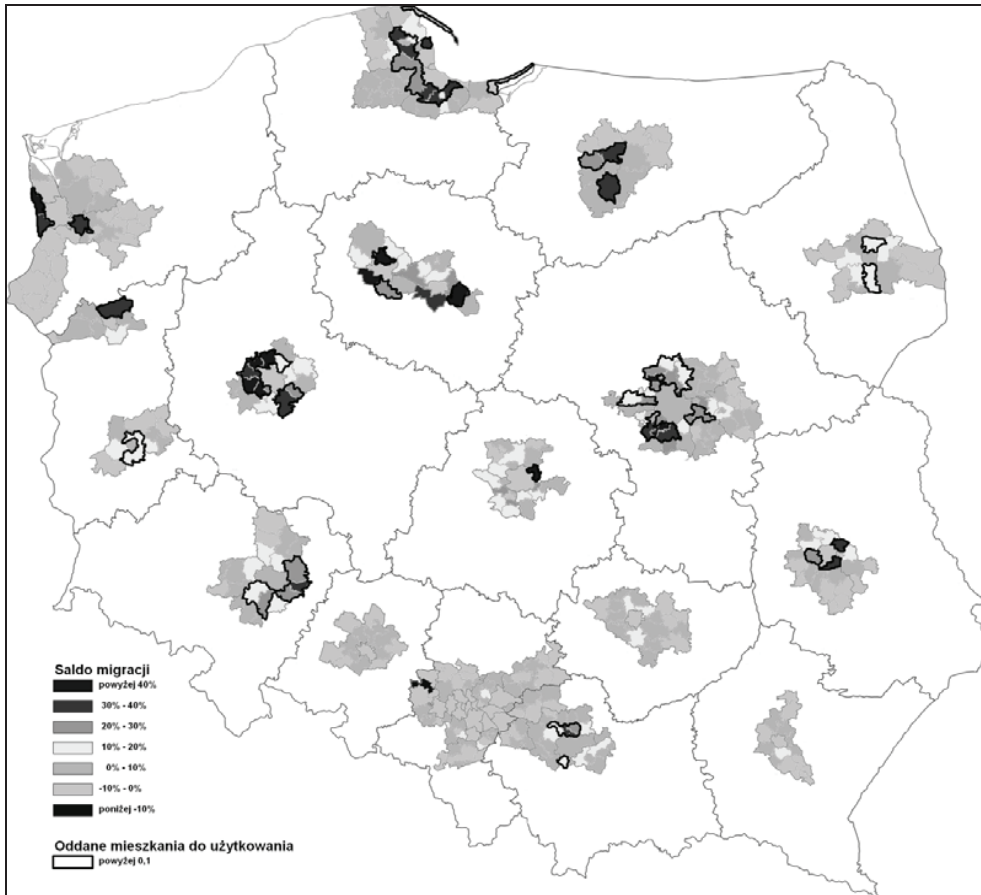 Saldo migracji
powyżej 40%
30% - 40%
20% - 30%
10% - 20%
0% - 10%
-10% - 0%
poniżej -10%
Oddane mieszkania do użytkowania
powyżej 0,1